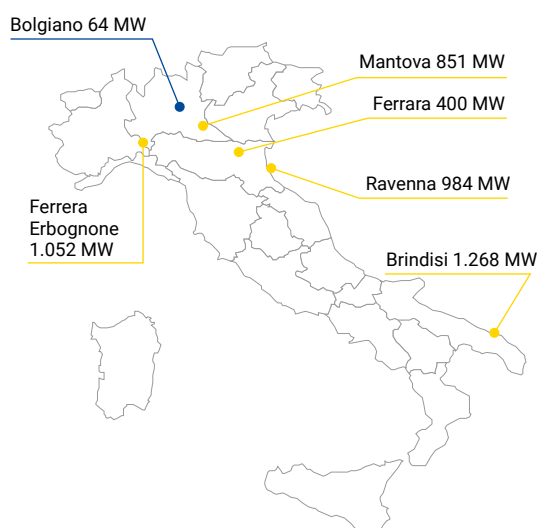 Bolgiano 64 MW
Mantova 851 MW
Ferrara 400 MW
Ravenna 984 MW
Ferrera
Erbognone
1.052 MW
Brindisi 1.268 MW